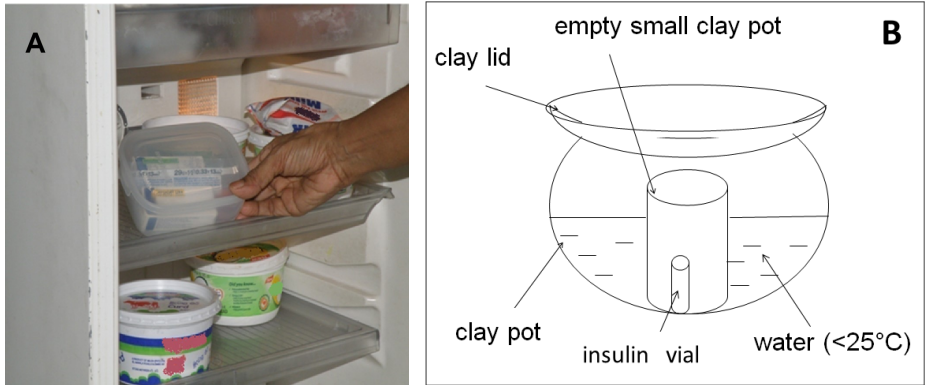 A
B
empty small clay pot
clay lid
clay pot
insulin vial
water (<25°C)